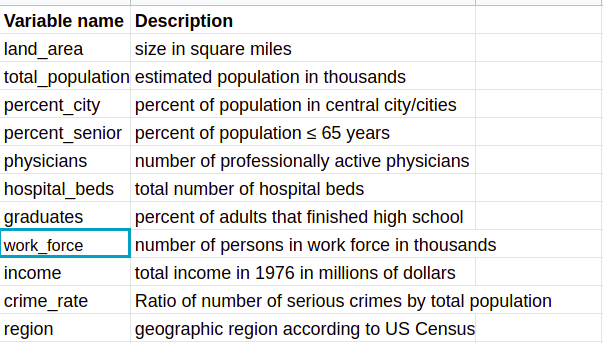 Variable name Description
land_area size in square miles
total_population estimated population in thousands
percent_city percent of population in central city/cities
percent_senior percent of population ≤ 65 years
physicians number of professionally active physicians
hospital_beds total number of hospital beds
graduates percent of adults that finished high school
work_force number of persons in work force in thousands
income total income in 1976 in millions of dollars
crime_rate Ratio of number of serious crimes by total population
region geographic region according to US Census